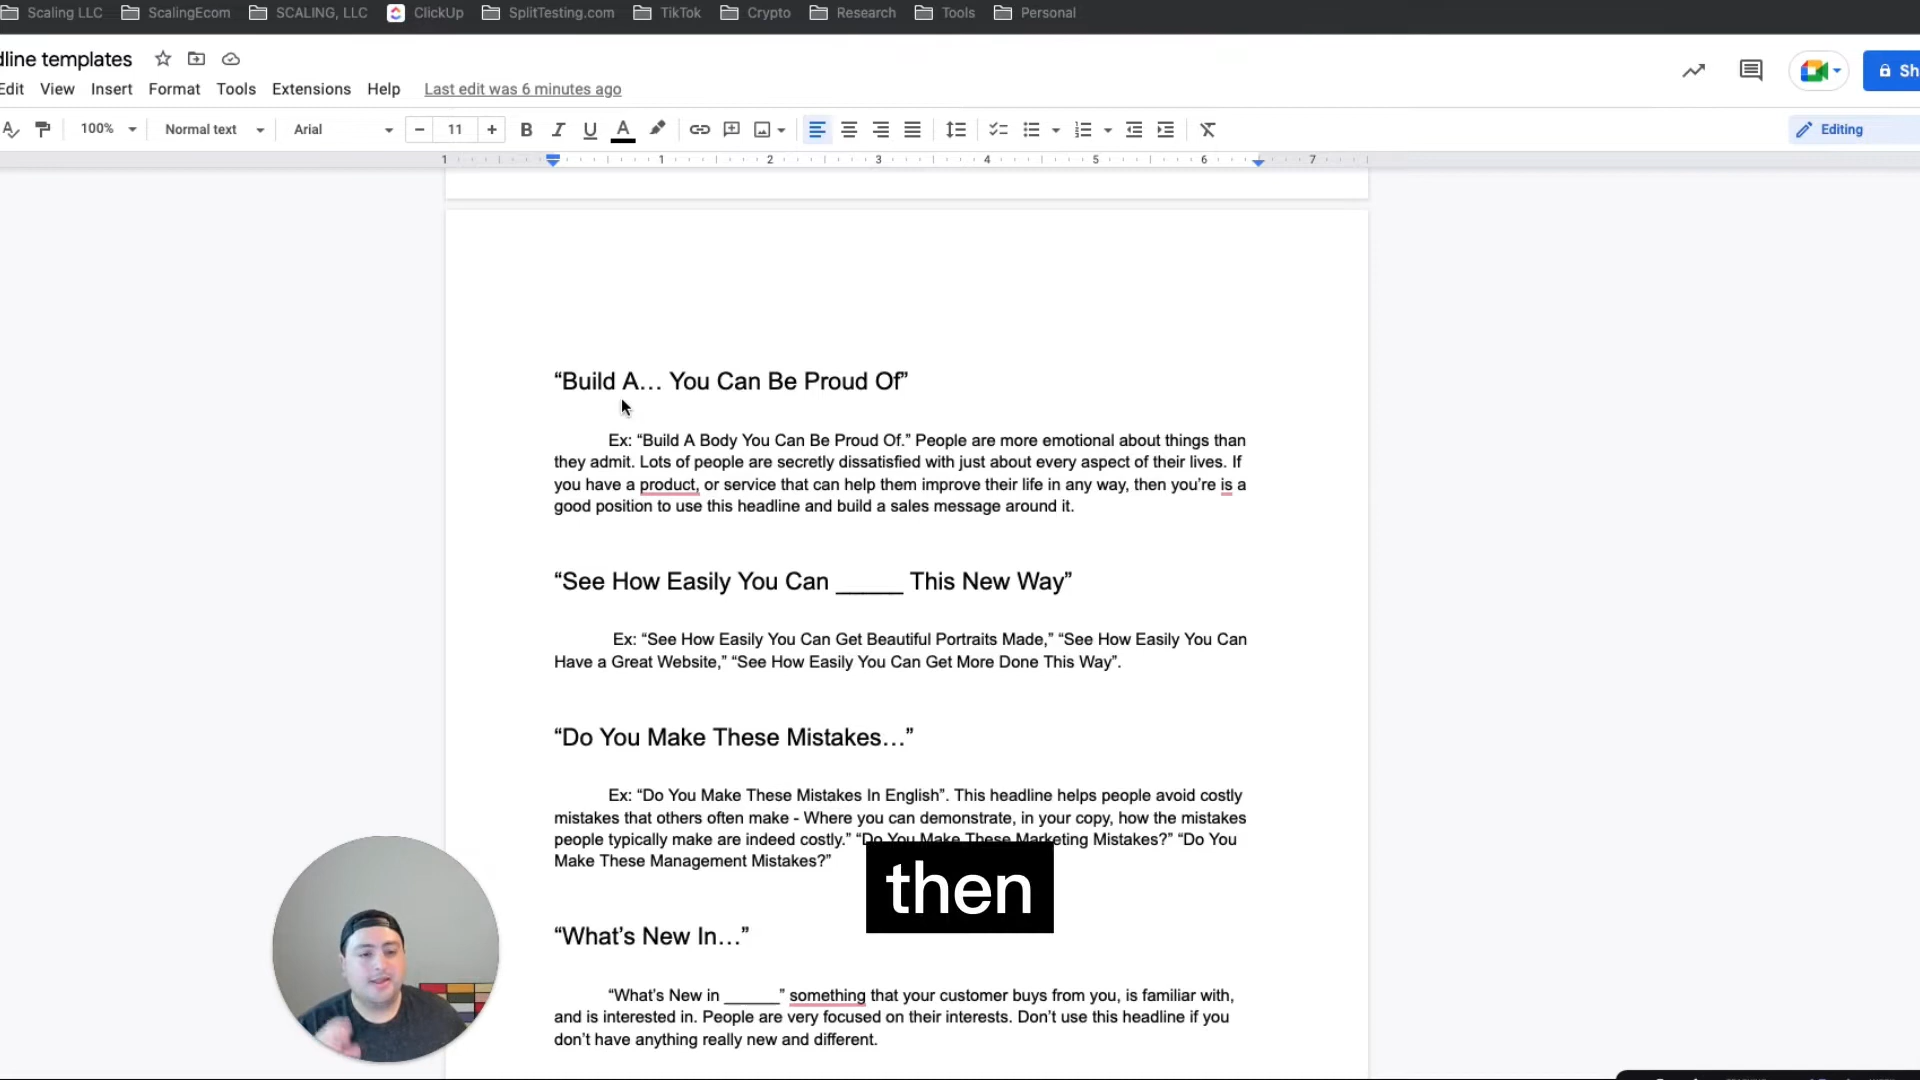 Scaling LLC ScalingEcom SCALING, LLC ClickUp SplitTesting.com TikTok Crypto Research Tools Personal
dline templates
Edit View Insert Format Tools Extensions Help Last edit was 6 minutes ago
100% Normal text Arial 11 Editing
1 1 2 3 4 5 6 7
“Build A… You Can Be Proud Of”
Ex: “Build A Body You Can Be Proud Of.” People are more emotional about things than
they admit. Lots of people are secretly dissatisfied with just about every aspect of their lives. If
you have a product, or service that can help them improve their life in any way, then you’re is a
good position to use this headline and build a sales message around it.
“See How Easily You Can _____ This New Way”
Ex: “See How Easily You Can Get Beautiful Portraits Made,” “See How Easily You Can
Have a Great Website,” “See How Easily You Can Get More Done This Way”.
“Do You Make These Mistakes…”
Ex: “Do You Make These Mistakes In English”. This headline helps people avoid costly
mistakes that others often make - Where you can demonstrate, in your copy, how the mistakes
people typically make are indeed costly.” “Do You Make These Marketing Mistakes?” “Do You
Make These Management Mistakes?”
then
“What’s New In…”
“What’s New in ______” something that your customer buys from you, is familiar with,
and is interested in. People are very focused on their interests. Don’t use this headline if you
don’t have anything really new and different.